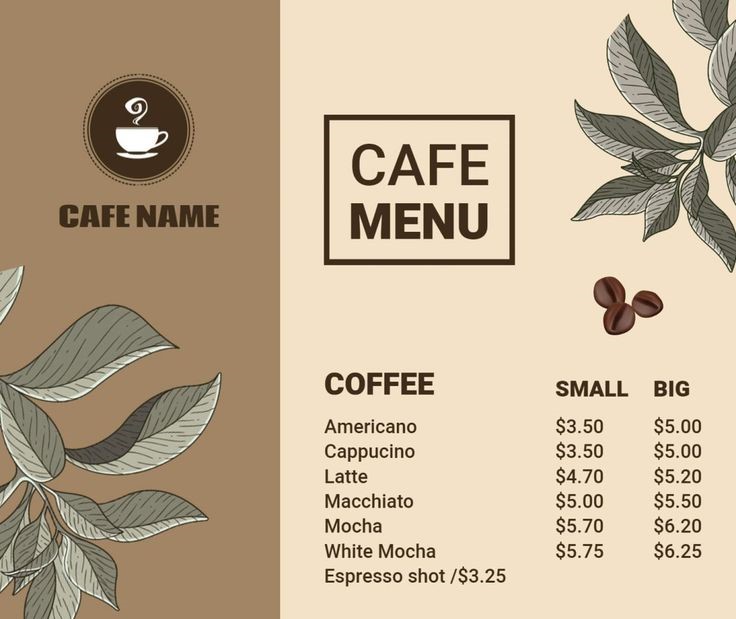 CAFE NAME
CAFE
MENU
COFFEE SMALL BIG
Americano $3.50 $5.00
Cappucino $3.50 $5.00
Latte $4.70 $5.20
Macchiato $5.00 $5.50
Mocha $5.70 $6.20
White Mocha $5.75 $6.25
Espresso shot /$3.25